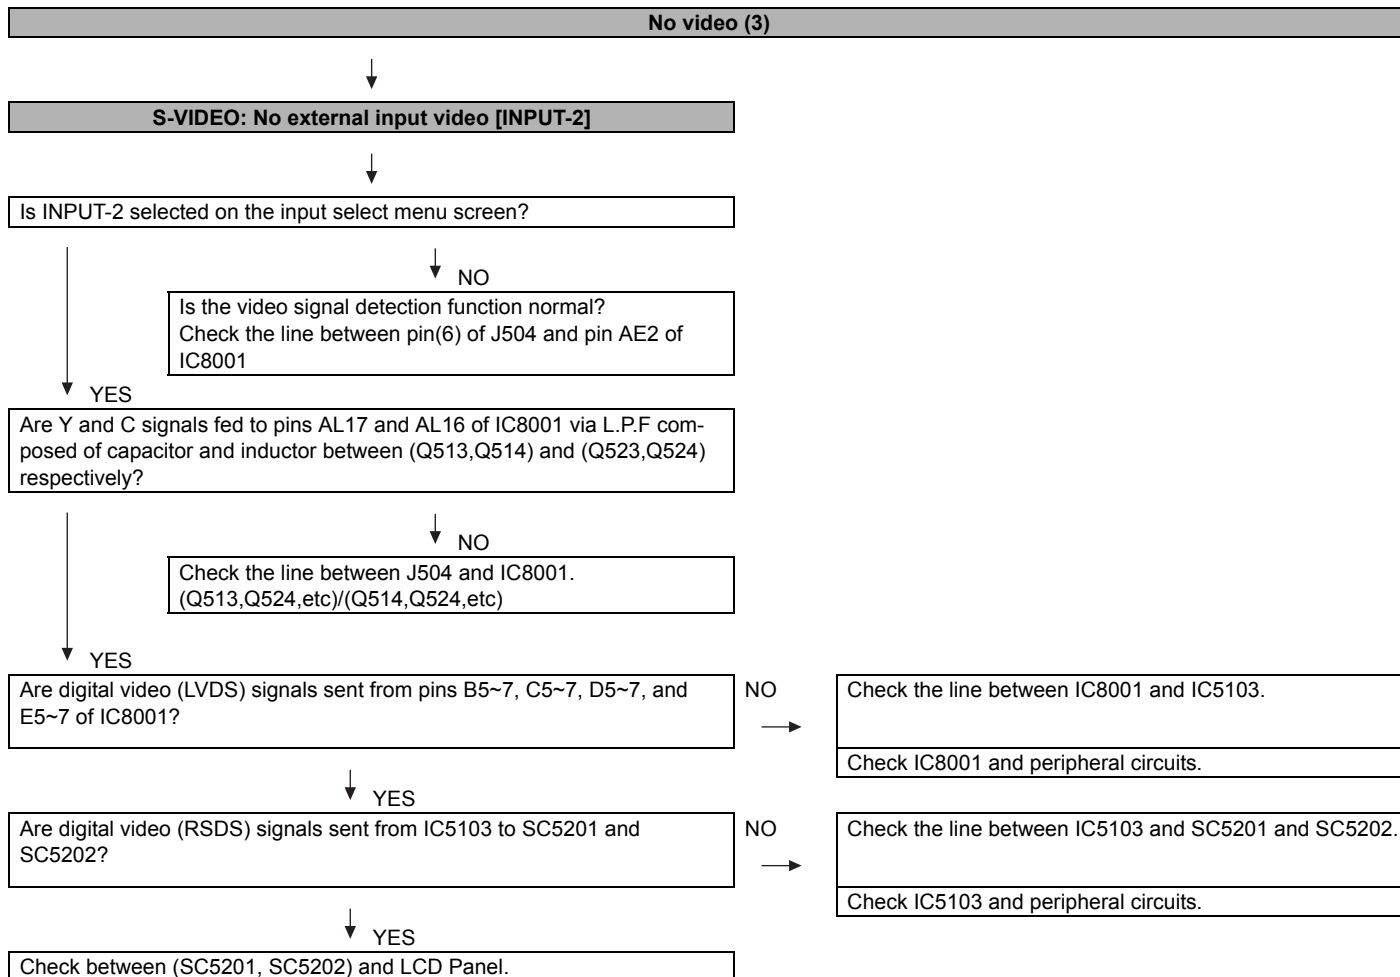 No video (3)
S-VIDEO: No external input video [INPUT-2]
Is INPUT-2 selected on the input select menu screen?
NO
Is the video signal detection function normal?
Check the line between pin(6) of J504 and pin AE2 of
IC8001
YES
Are Y and C signals fed to pins AL17 and AL16 of IC8001 via L.P.F com-
posed of capacitor and inductor between (Q513,Q514) and (Q523,Q524)
respectively?
NO
Check the line between J504 and IC8001.
(Q513,Q524,etc)/(Q514,Q524,etc)
YES
Are digital video (LVDS) signals sent from pins B5~7, C5~7, D5~7, and
E5~7 of IC8001?
NO
Check the line between IC8001 and IC5103.
Check IC8001 and peripheral circuits.
YES
Are digital video (RSDS) signals sent from IC5103 to SC5201 and
SC5202?
NO
Check the line between IC5103 and SC5201 and SC5202.
Check IC5103 and peripheral circuits.
YES
Check between (SC5201, SC5202) and LCD Panel.